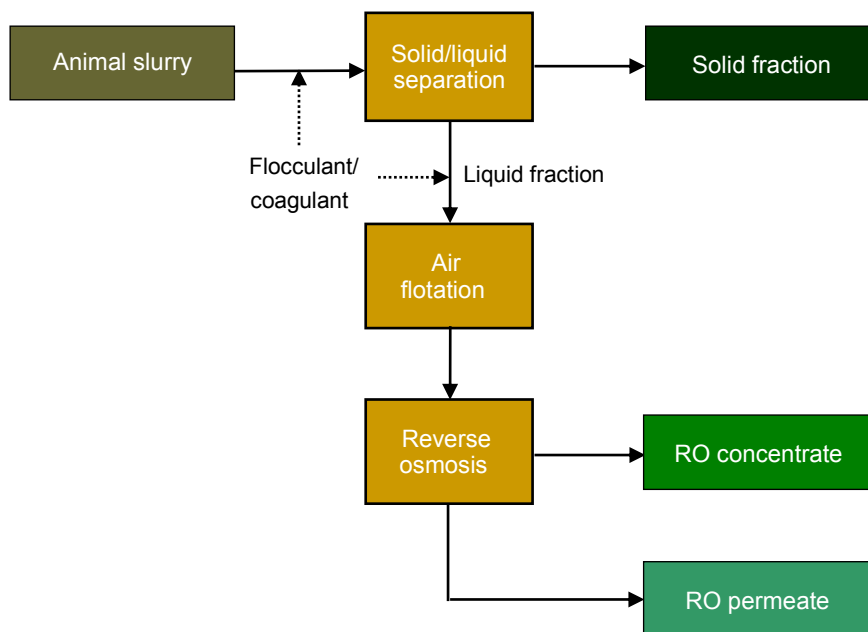 Animal slurry
Solid/liquid
separation
Solid fraction
Flocculant/
coagulant
Liquid fraction
Air
flotation
Reverse
osmosis
RO concentrate
RO permeate